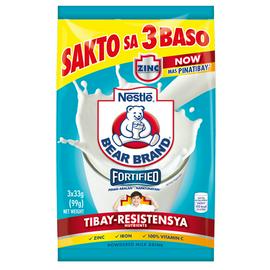 SAKTO SA 3 BASO
ZINC
NOW
MAS PINATIBAY
Nestlé
BEAR BRAND
FORTIFIED
3x33g
(99g)
NET WEIGHT
TIBAY-RESISTENSYA
NUTRIENTS
✓ ZINC ✓ IRON ✓ 100% VITAMIN C
POWDERED MILK DRINK